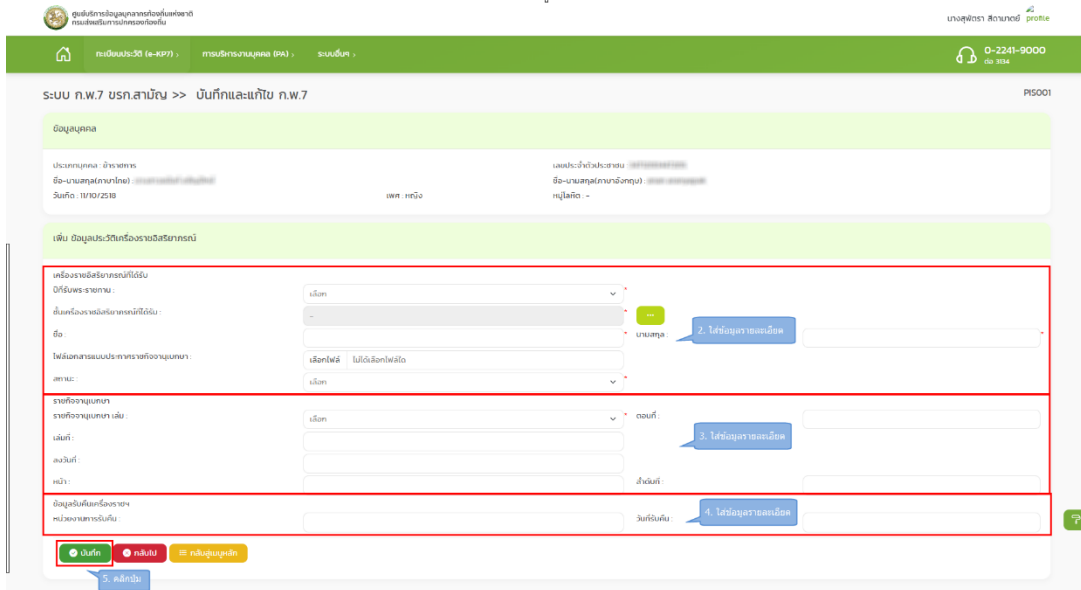 ศูนย์บริการข้อมูลบุคลากรท้องถิ่นแห่งชาติ
กรมส่งเสริมการปกครองท้องถิ่น
นางสุพัตรา สีดามาตย์ profile
ทะเบียนประวัติ (e-KP7) >
การบริหารงานบุคคล (PA) >
ระบบอื่นๆ >
0-2241-9000
ต่อ 3134
ระบบ ก.พ.7 ขรก.สามัญ >> บันทึกและแก้ไข ก.พ.7
PIS001
ข้อมูลบุคคล
ประเภทบุคคล : ข้าราชการ
เลขประจำตัวประชาชน :
ชื่อ-นามสกุล(ภาษาไทย) :
ชื่อ-นามสกุล(ภาษาอังกฤษ) :
วันเกิด : 11/10/2518
เพศ : หญิง
หมู่โลหิต : -
เพิ่ม ข้อมูลประวัติเครื่องราชอิสริยาภรณ์
เครื่องราชอิสริยาภรณ์ที่ได้รับ
ปีที่รับพระราชทาน :
เลือก *
ชั้นเครื่องราชอิสริยาภรณ์ที่ได้รับ :
- * ...
ชื่อ :
* นามสกุล : *
2. ใส่ข้อมูลรายละเอียด
ไฟล์เอกสารแนบประกาศราชกิจจานุเบกษา :
เลือกไฟล์ ไม่ได้เลือกไฟล์ใด
สถานะ :
เลือก *
ราชกิจจานุเบกษา
ราชกิจจานุเบกษา เล่ม :
เลือก *
ตอนที่ :
เล่มที่ :
3. ใส่ข้อมูลรายละเอียด
ลงวันที่ :
หน้า :
ลำดับที่ :
ข้อมูลรับคืนเครื่องราชฯ
หน่วยงานการรับคืน :
วันที่รับคืน :
4. ใส่ข้อมูลรายละเอียด
บันทึก
กลับไป
กลับสู่เมนูหลัก
5. คลิกปุ่ม